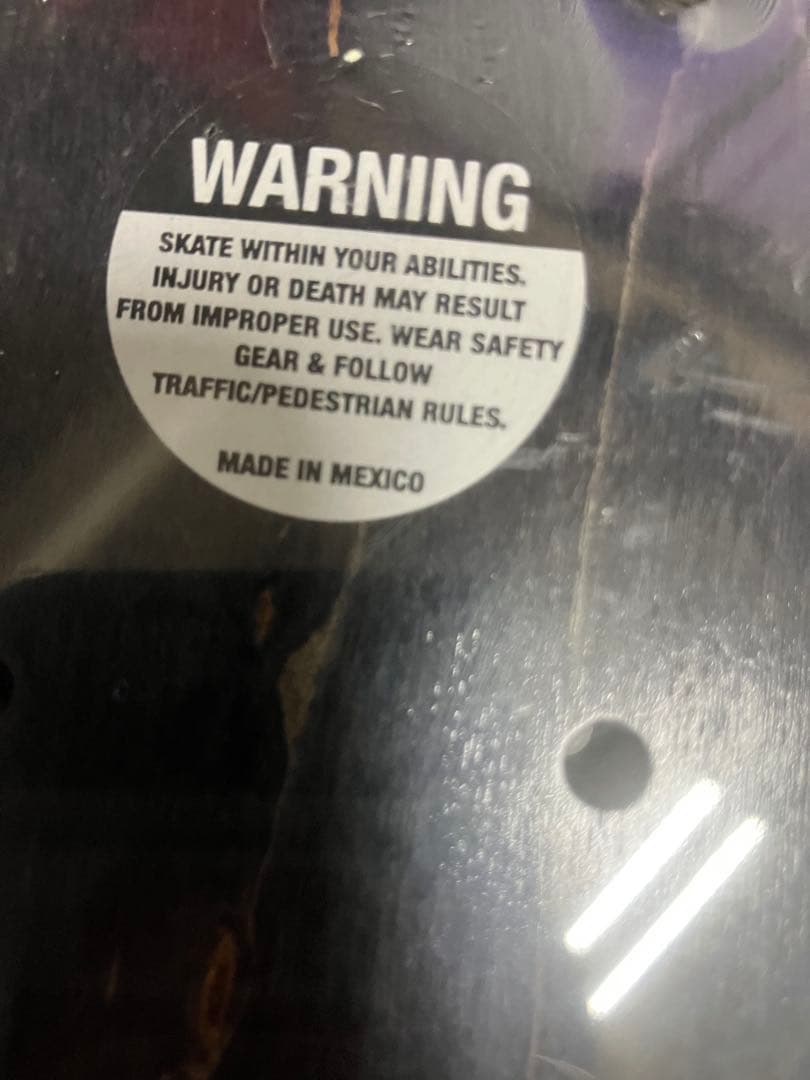 WARNING
SKATE WITHIN YOUR ABILITIES.
INJURY OR DEATH MAY RESULT
FROM IMPROPER USE. WEAR SAFETY
GEAR & FOLLOW
TRAFFIC/PEDESTRIAN RULES.
MADE IN MEXICO